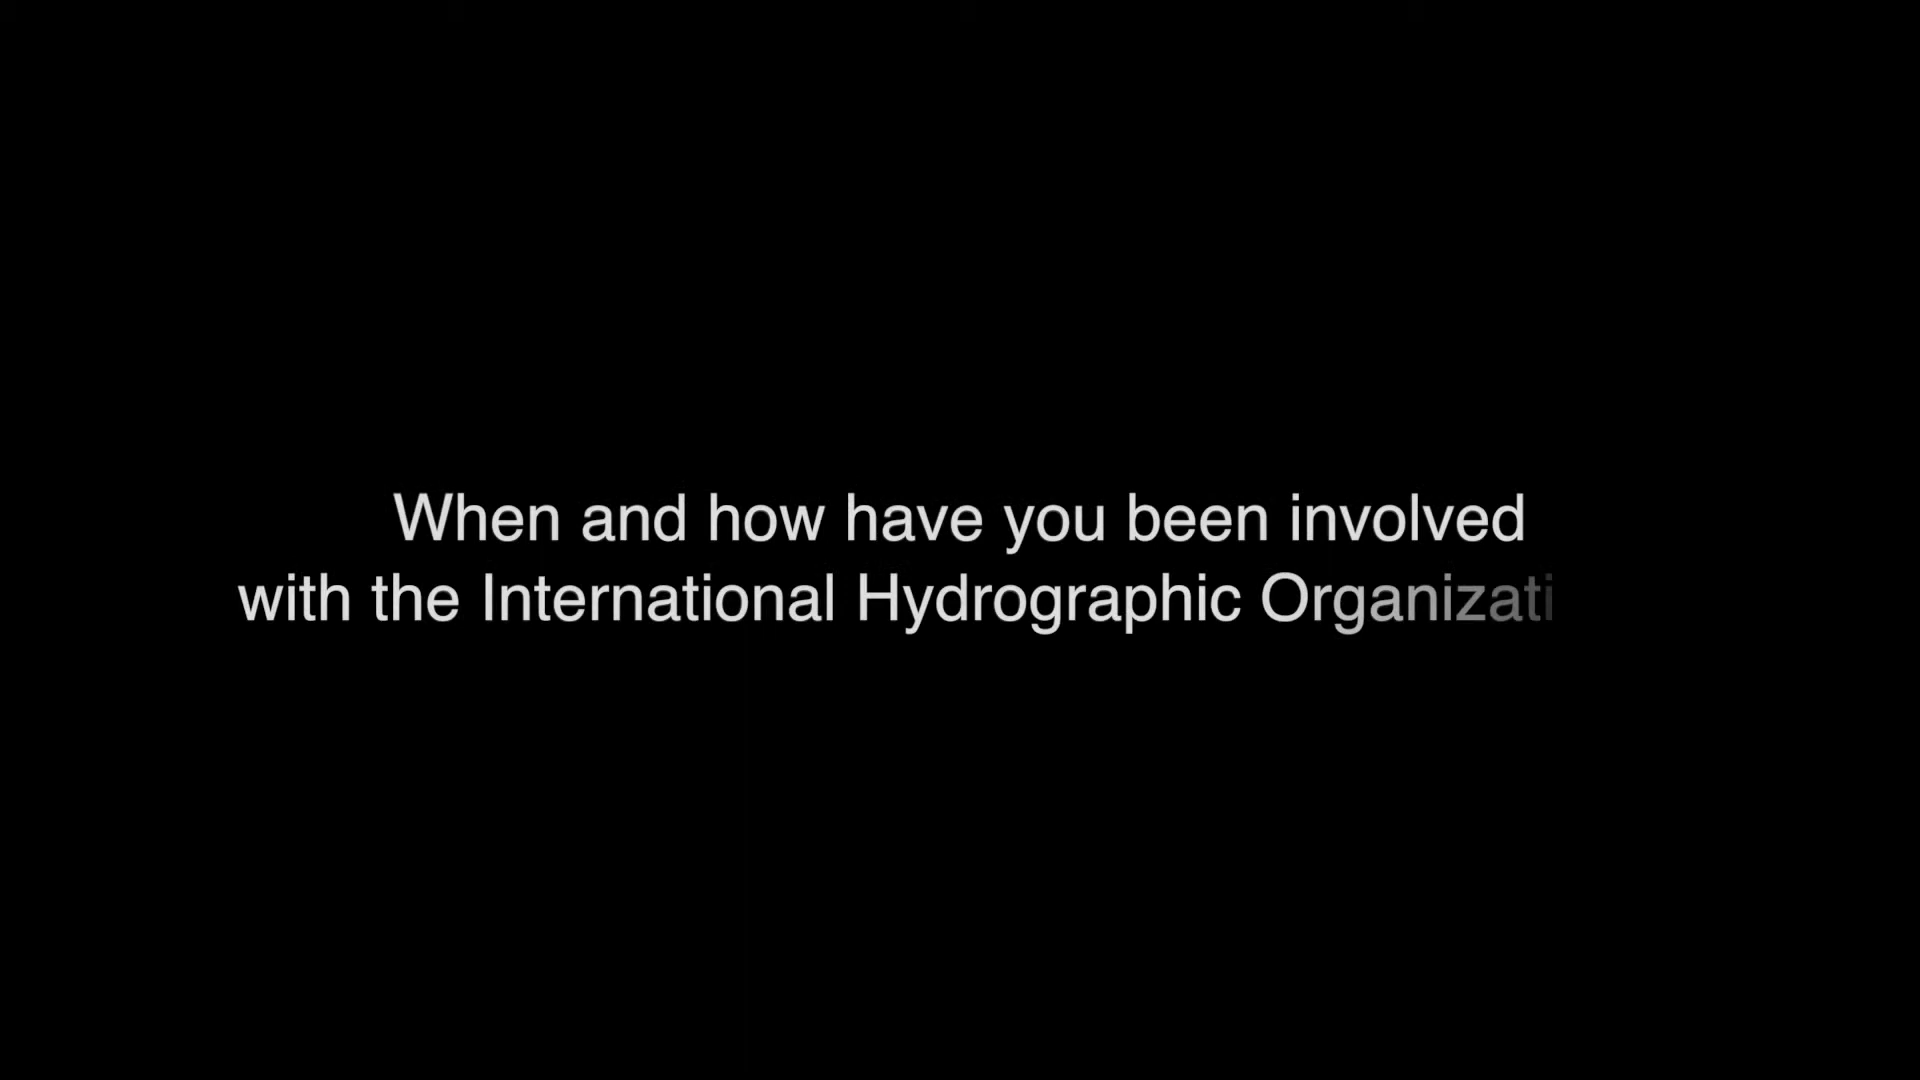 When and how have you been involved
with the International Hydrographic Organizati